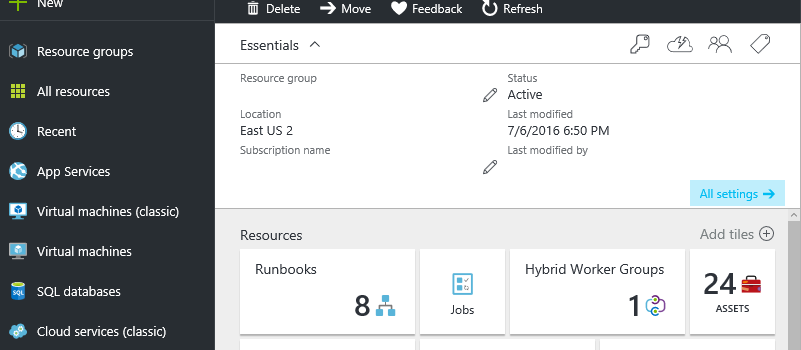 New
Delete Move Feedback Refresh
Resource groups
All resources
Recent
App Services
Virtual machines (classic)
Virtual machines
SQL databases
SQL
Cloud services (classic)
Essentials
Resource group
Status
Active
Location
East US 2
Last modified
7/6/2016 6:50 PM
Subscription name
Last modified by
All settings
Resources
Add tiles
Runbooks
8
Jobs
Hybrid Worker Groups
1
24
ASSETS